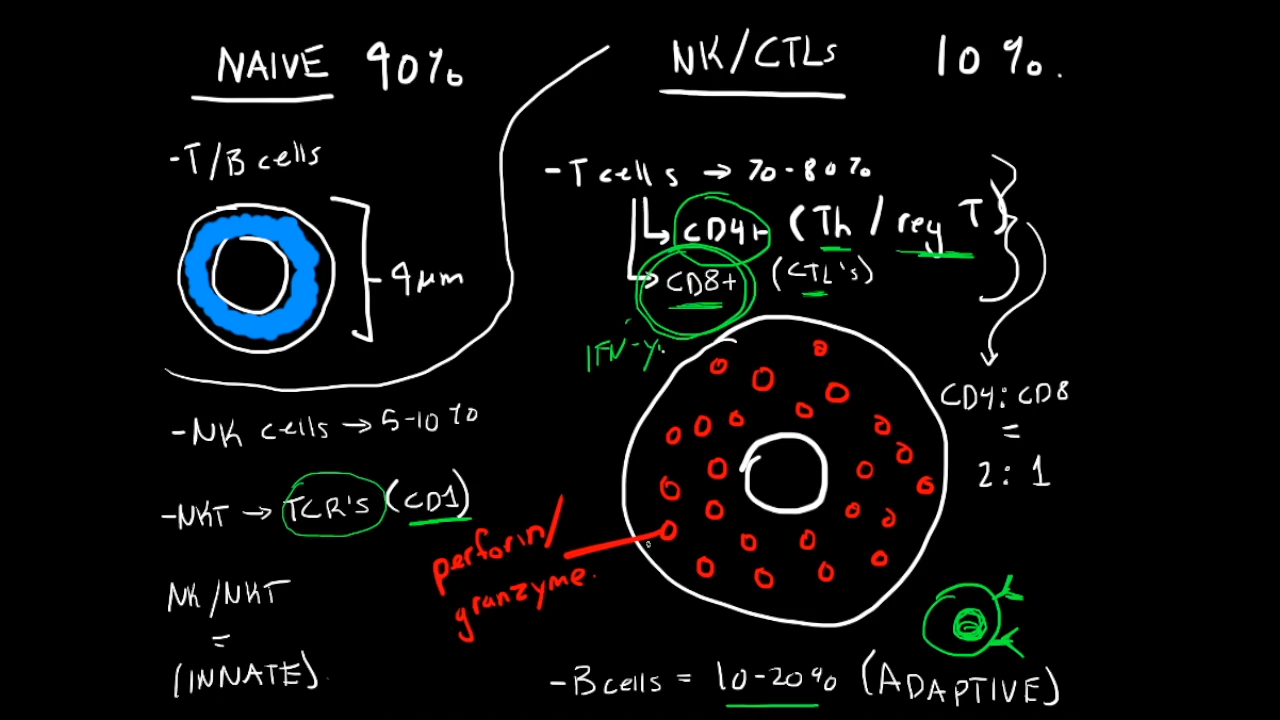 NAIVE 90%
-T/B cells
9µm
NK/CTLs 10%.
-T cells → 70-80%
CD4+ (Th/reg T)
CD8+ (CTL's)
IFN-γ
CD4:CD8
=
2:1
-NK cells → 5-10%
-NKT → TCR'S (CD1)
NK/NKT
=
(INNATE).
perforin/
granzyme.
-B cells = 10-20% (ADAPTIVE)